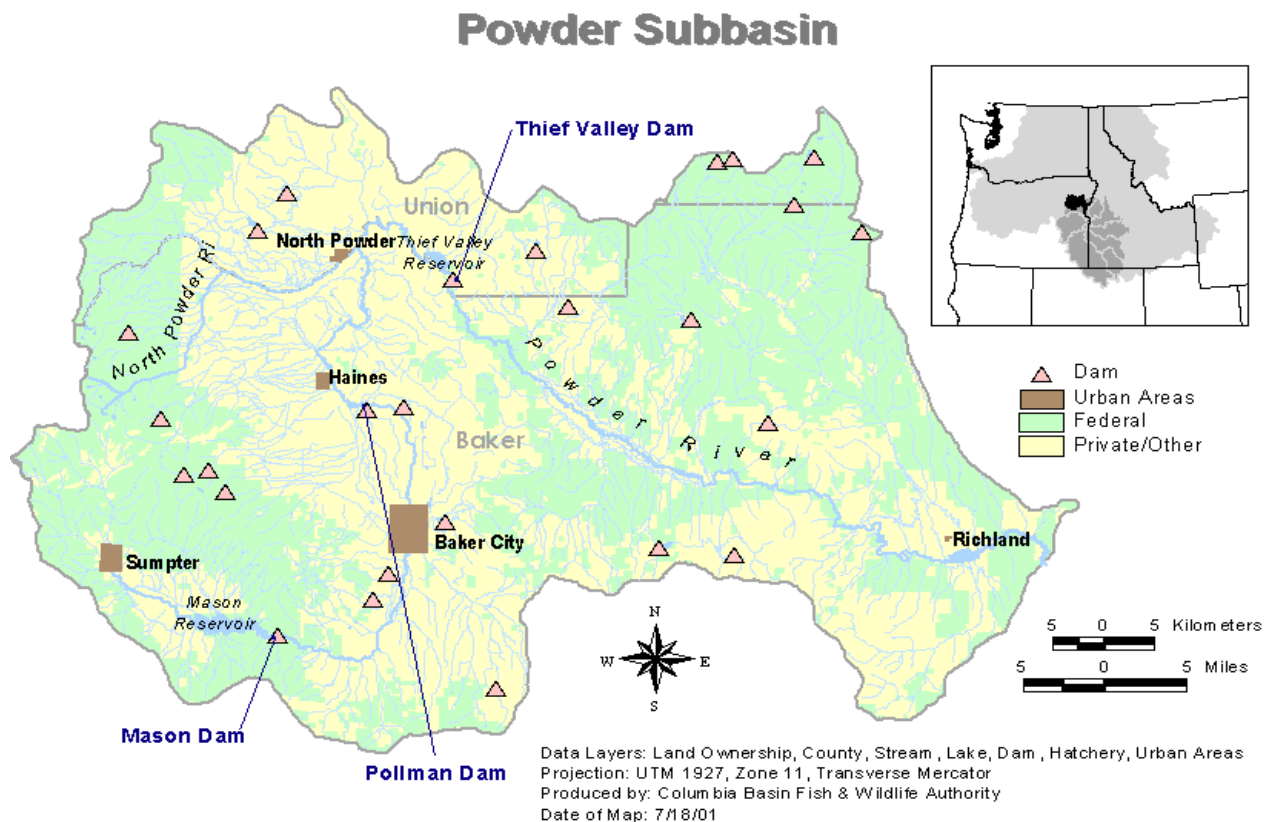 Powder Subbasin
Thief Valley Dam
Union
North Powder
Thief Valley
Reservoir
North Powder Ri
Haines
Powder River
Baker
Dam
Urban Areas
Federal
Private/Other
Baker City
Richland
Sumpter
Mason
Reservoir
N
W E
S
5 0 5 Kilometers
5 0 5 Miles
Mason Dam
Pollman Dam
Data Layers: Land Ownership, County, Stream, Lake, Dam, Hatchery, Urban Areas
Projection: UTM 1927, Zone 11, Transverse Mercator
Produced by: Columbia Basin Fish & Wildlife Authority
Date of Map: 7/18/01